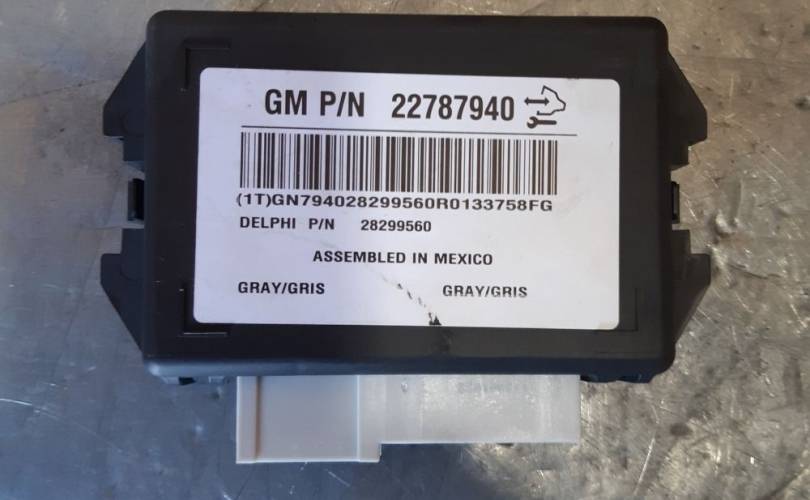 GM P/N 22787940
(1T)GN794028299560R0133758FG
DELPHI P/N 28299560
ASSEMBLED IN MEXICO
GRAY/GRIS GRAY/GRIS